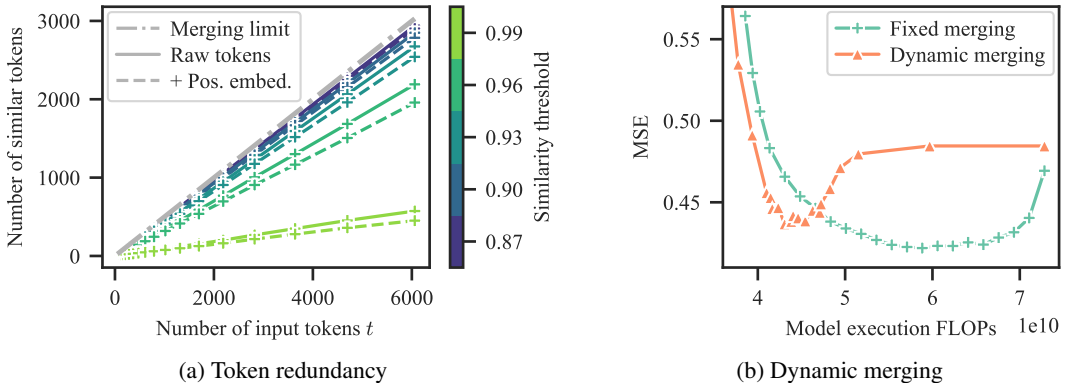 3000
2000
1000
0
Number of similar tokens
Merging limit
Raw tokens
+ Pos. embed.
0
2000
4000
6000
Number of input tokens t
0.99
0.96
0.93
0.90
0.87
Similarity threshold
(a) Token redundancy
0.55
0.50
0.45
MSE
Fixed merging
Dynamic merging
4
5
6
7
Model execution FLOPs
1e10
(b) Dynamic merging